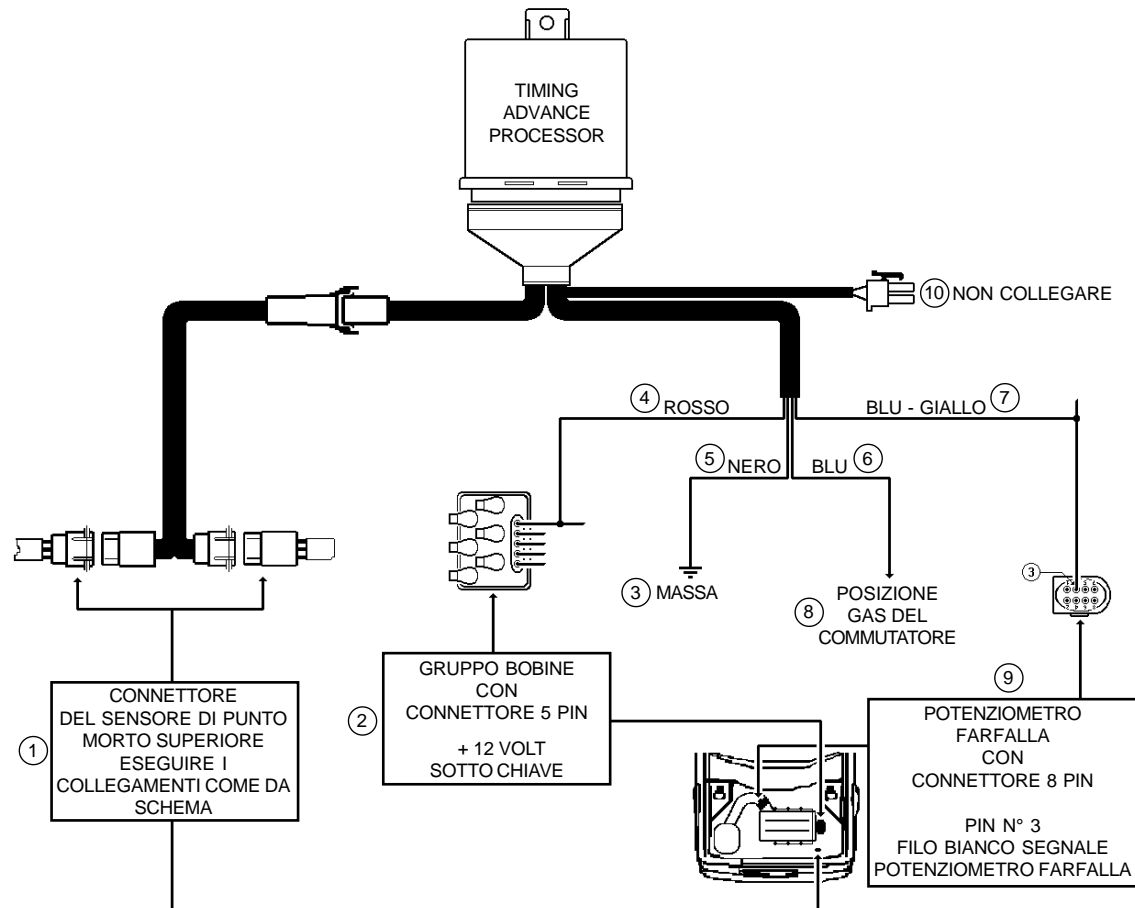 TIMING
ADVANCE
PROCESSOR
10 NON COLLEGARE
4 ROSSO
BLU - GIALLO 7
5 NERO
BLU 6
3 MASSA
8 POSIZIONE
GAS DEL
COMMUTATORE
3
1 CONNETTORE
DEL SENSORE DI PUNTO
MORTO SUPERIORE
ESEGUIRE I
COLLEGAMENTI COME DA
SCHEMA
2 GRUPPO BOBINE
CON
CONNETTORE 5 PIN
+ 12 VOLT
SOTTO CHIAVE
9
POTENZIOMETRO
FARFALLA
CON
CONNETTORE 8 PIN
PIN N° 3
FILO BIANCO SEGNALE
POTENZIOMETRO FARFALLA